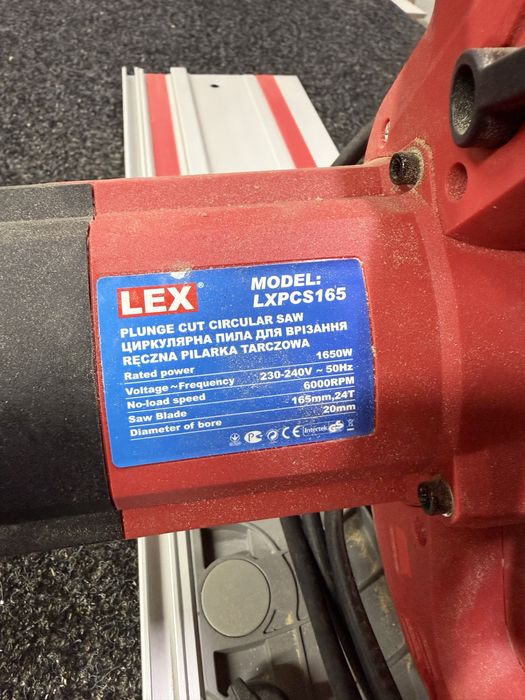 LEX®
MODEL:
LXPCS165
PLUNGE CUT CIRCULAR SAW
ЦИРКУЛЯРНА ПИЛА ДЛЯ ВРІЗАННЯ
RĘCZNA PILARKA TARCZOWA
Rated power 1650W
Voltage~Frequency 230-240V ~ 50Hz
No-load speed 6000RPM
Saw Blade 165mm,24T
Diameter of bore 20mm
CE Intertek GS